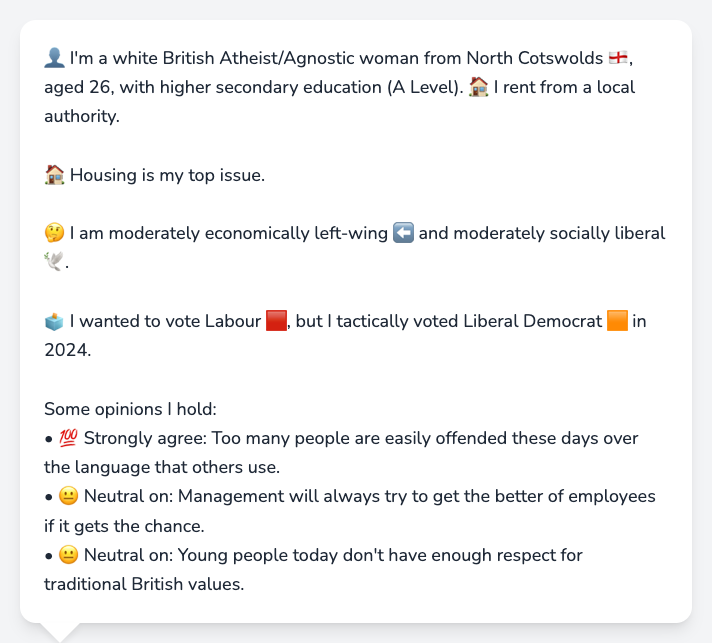 👤 I'm a white British Atheist/Agnostic woman from North Cotswolds 🏴󠁧󠁢󠁥󠁮󠁧󠁿,
aged 26, with higher secondary education (A Level). 🏠 I rent from a local
authority.
🏠 Housing is my top issue.
🤔 I am moderately economically left-wing ⬅️ and moderately socially liberal
🕊️.
🗳️ I wanted to vote Labour 🟥, but I tactically voted Liberal Democrat 🟧 in
2024.
Some opinions I hold:
• 💯 Strongly agree: Too many people are easily offended these days over
the language that others use.
• 😐 Neutral on: Management will always try to get the better of employees
if it gets the chance.
• 😐 Neutral on: Young people today don't have enough respect for
traditional British values.